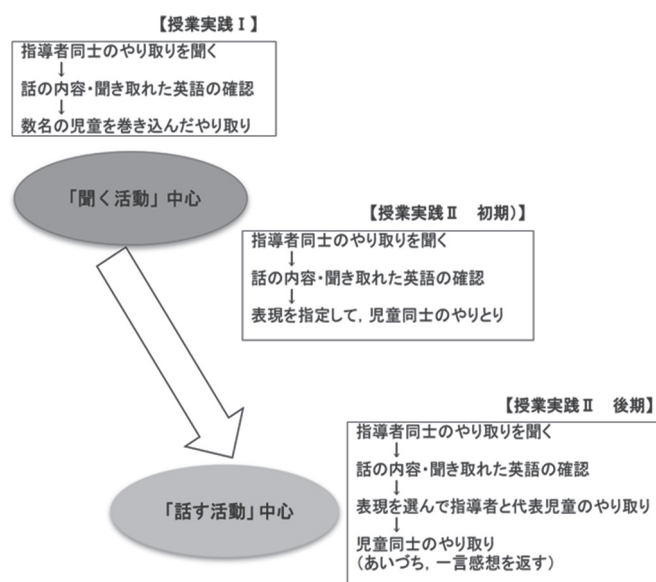 【授業実践Ⅰ】
指導者同士のやり取りを聞く
↓
話の内容・聞き取れた英語の確認
↓
数名の児童を巻き込んだやり取り
「聞く活動」中心
【授業実践Ⅱ　初期)】
指導者同士のやり取りを聞く
↓
話の内容・聞き取れた英語の確認
↓
表現を指定して，児童同士のやりとり
【授業実践Ⅱ　後期】
指導者同士のやり取りを聞く
↓
話の内容・聞き取れた英語の確認
↓
表現を選んで指導者と代表児童のやり取り
↓
児童同士のやり取り
(あいづち，一言感想を返す)
「話す活動」中心